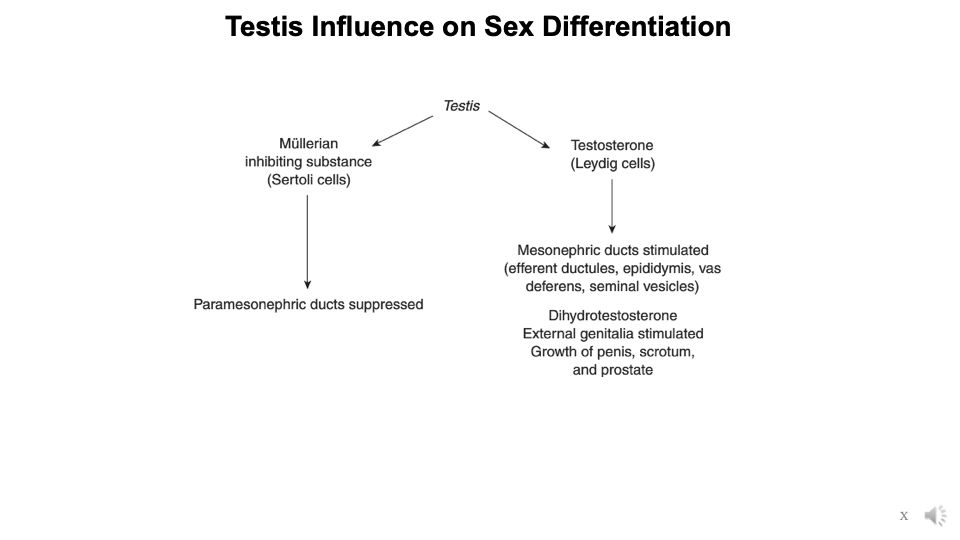 Testis Influence on Sex Differentiation
Testis
Müllerian
inhibiting substance
(Sertoli cells)
Testosterone
(Leydig cells)
Mesonephric ducts stimulated
(efferent ductules, epididymis, vas
deferens, seminal vesicles)
Paramesonephric ducts suppressed
Dihydrotestosterone
External genitalia stimulated
Growth of penis, scrotum,
and prostate
X